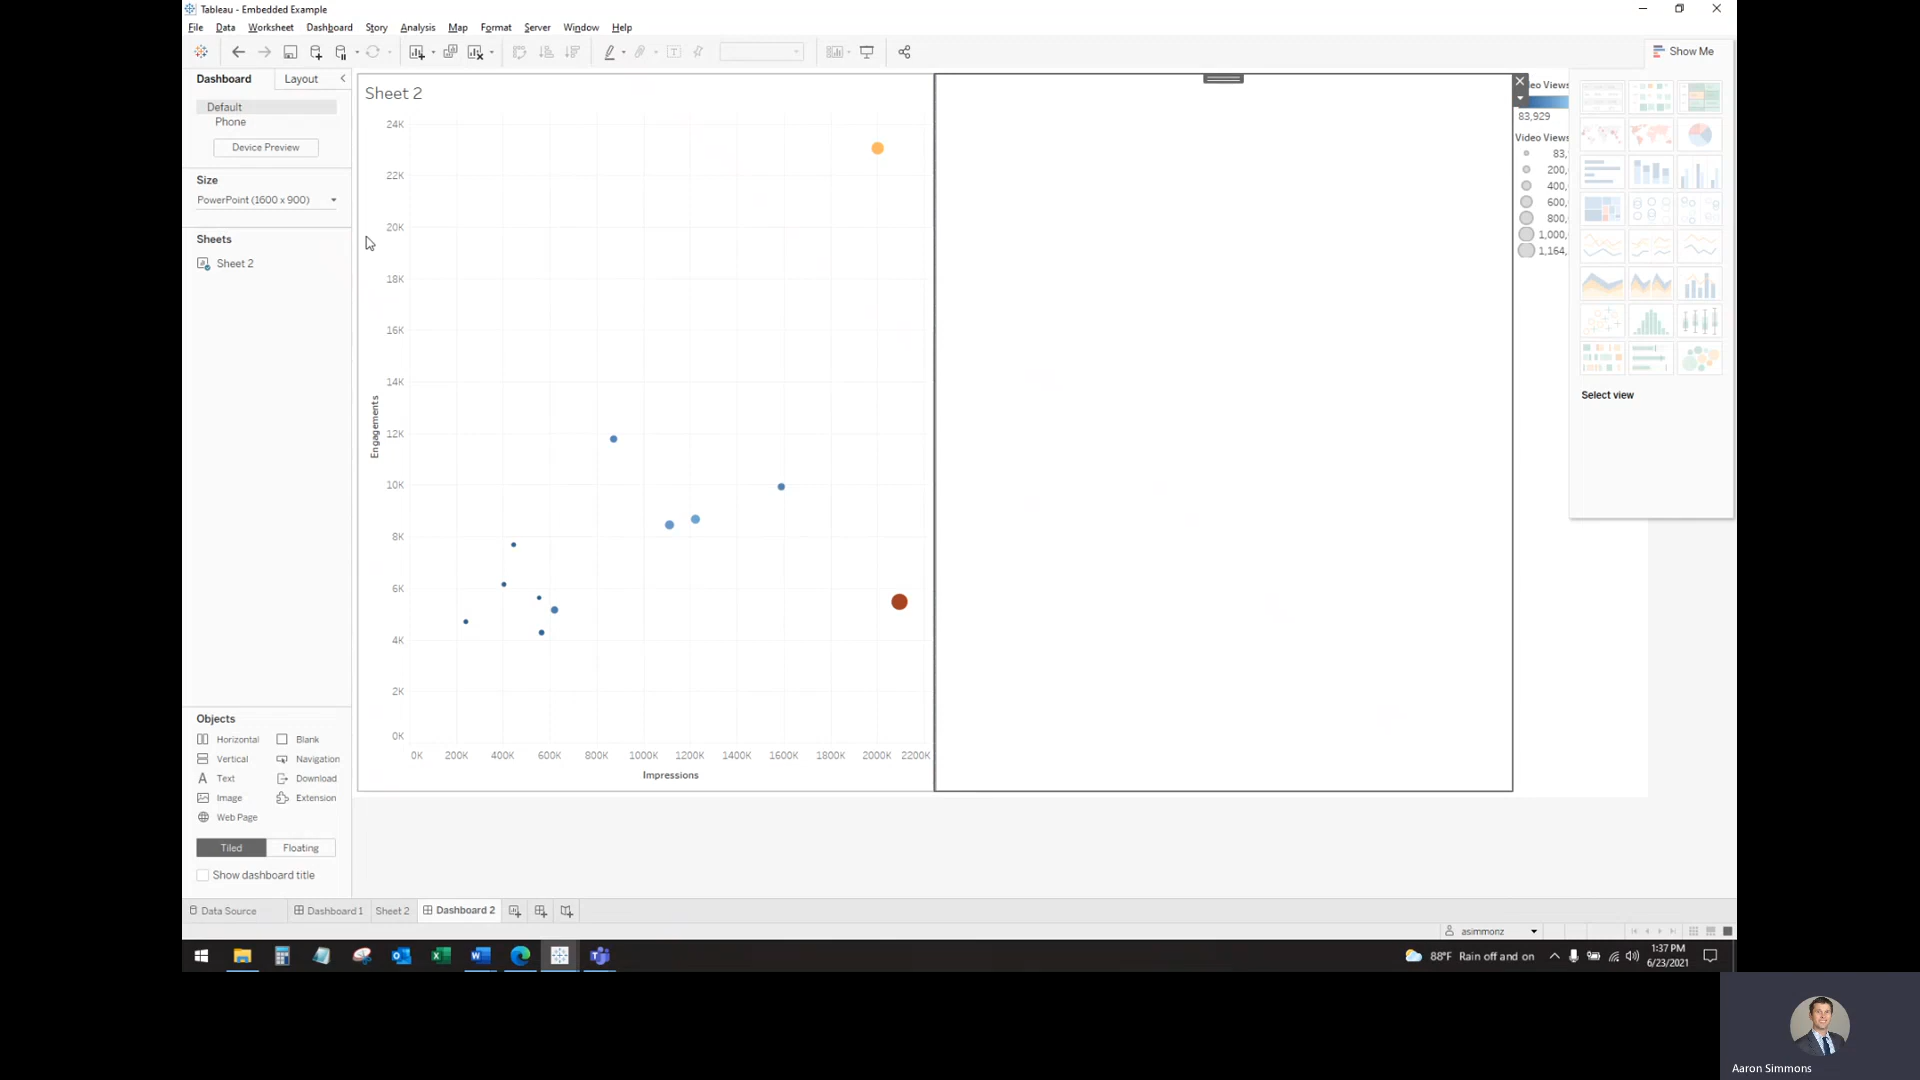 Tableau - Embedded Example
File Data Worksheet Dashboard Story Analysis Map Format Server Window Help
Show Me
Dashboard Layout
Default
Phone
Device Preview
Size
PowerPoint (1600 x 900)
Sheets
Sheet 2
Objects
Horizontal Blank
Vertical Navigation
Text Download
Image Extension
Web Page
Tiled Floating
Show dashboard title
Sheet 2
24K
22K
20K
18K
16K
14K
12K
10K
8K
6K
4K
2K
0K
Engagements
0K 200K 400K 600K 800K 1000K 1200K 1400K 1600K 1800K 2000K 2200K
Impressions
eo Views
83,929
Video Views
83,
200,
400,
600,
800,
1,000,
1,164,
Select view
Data Source Dashboard 1 Sheet 2 Dashboard 2
asimmonz
88°F Rain off and on
1:37 PM
6/23/2021
Aaron Simmons